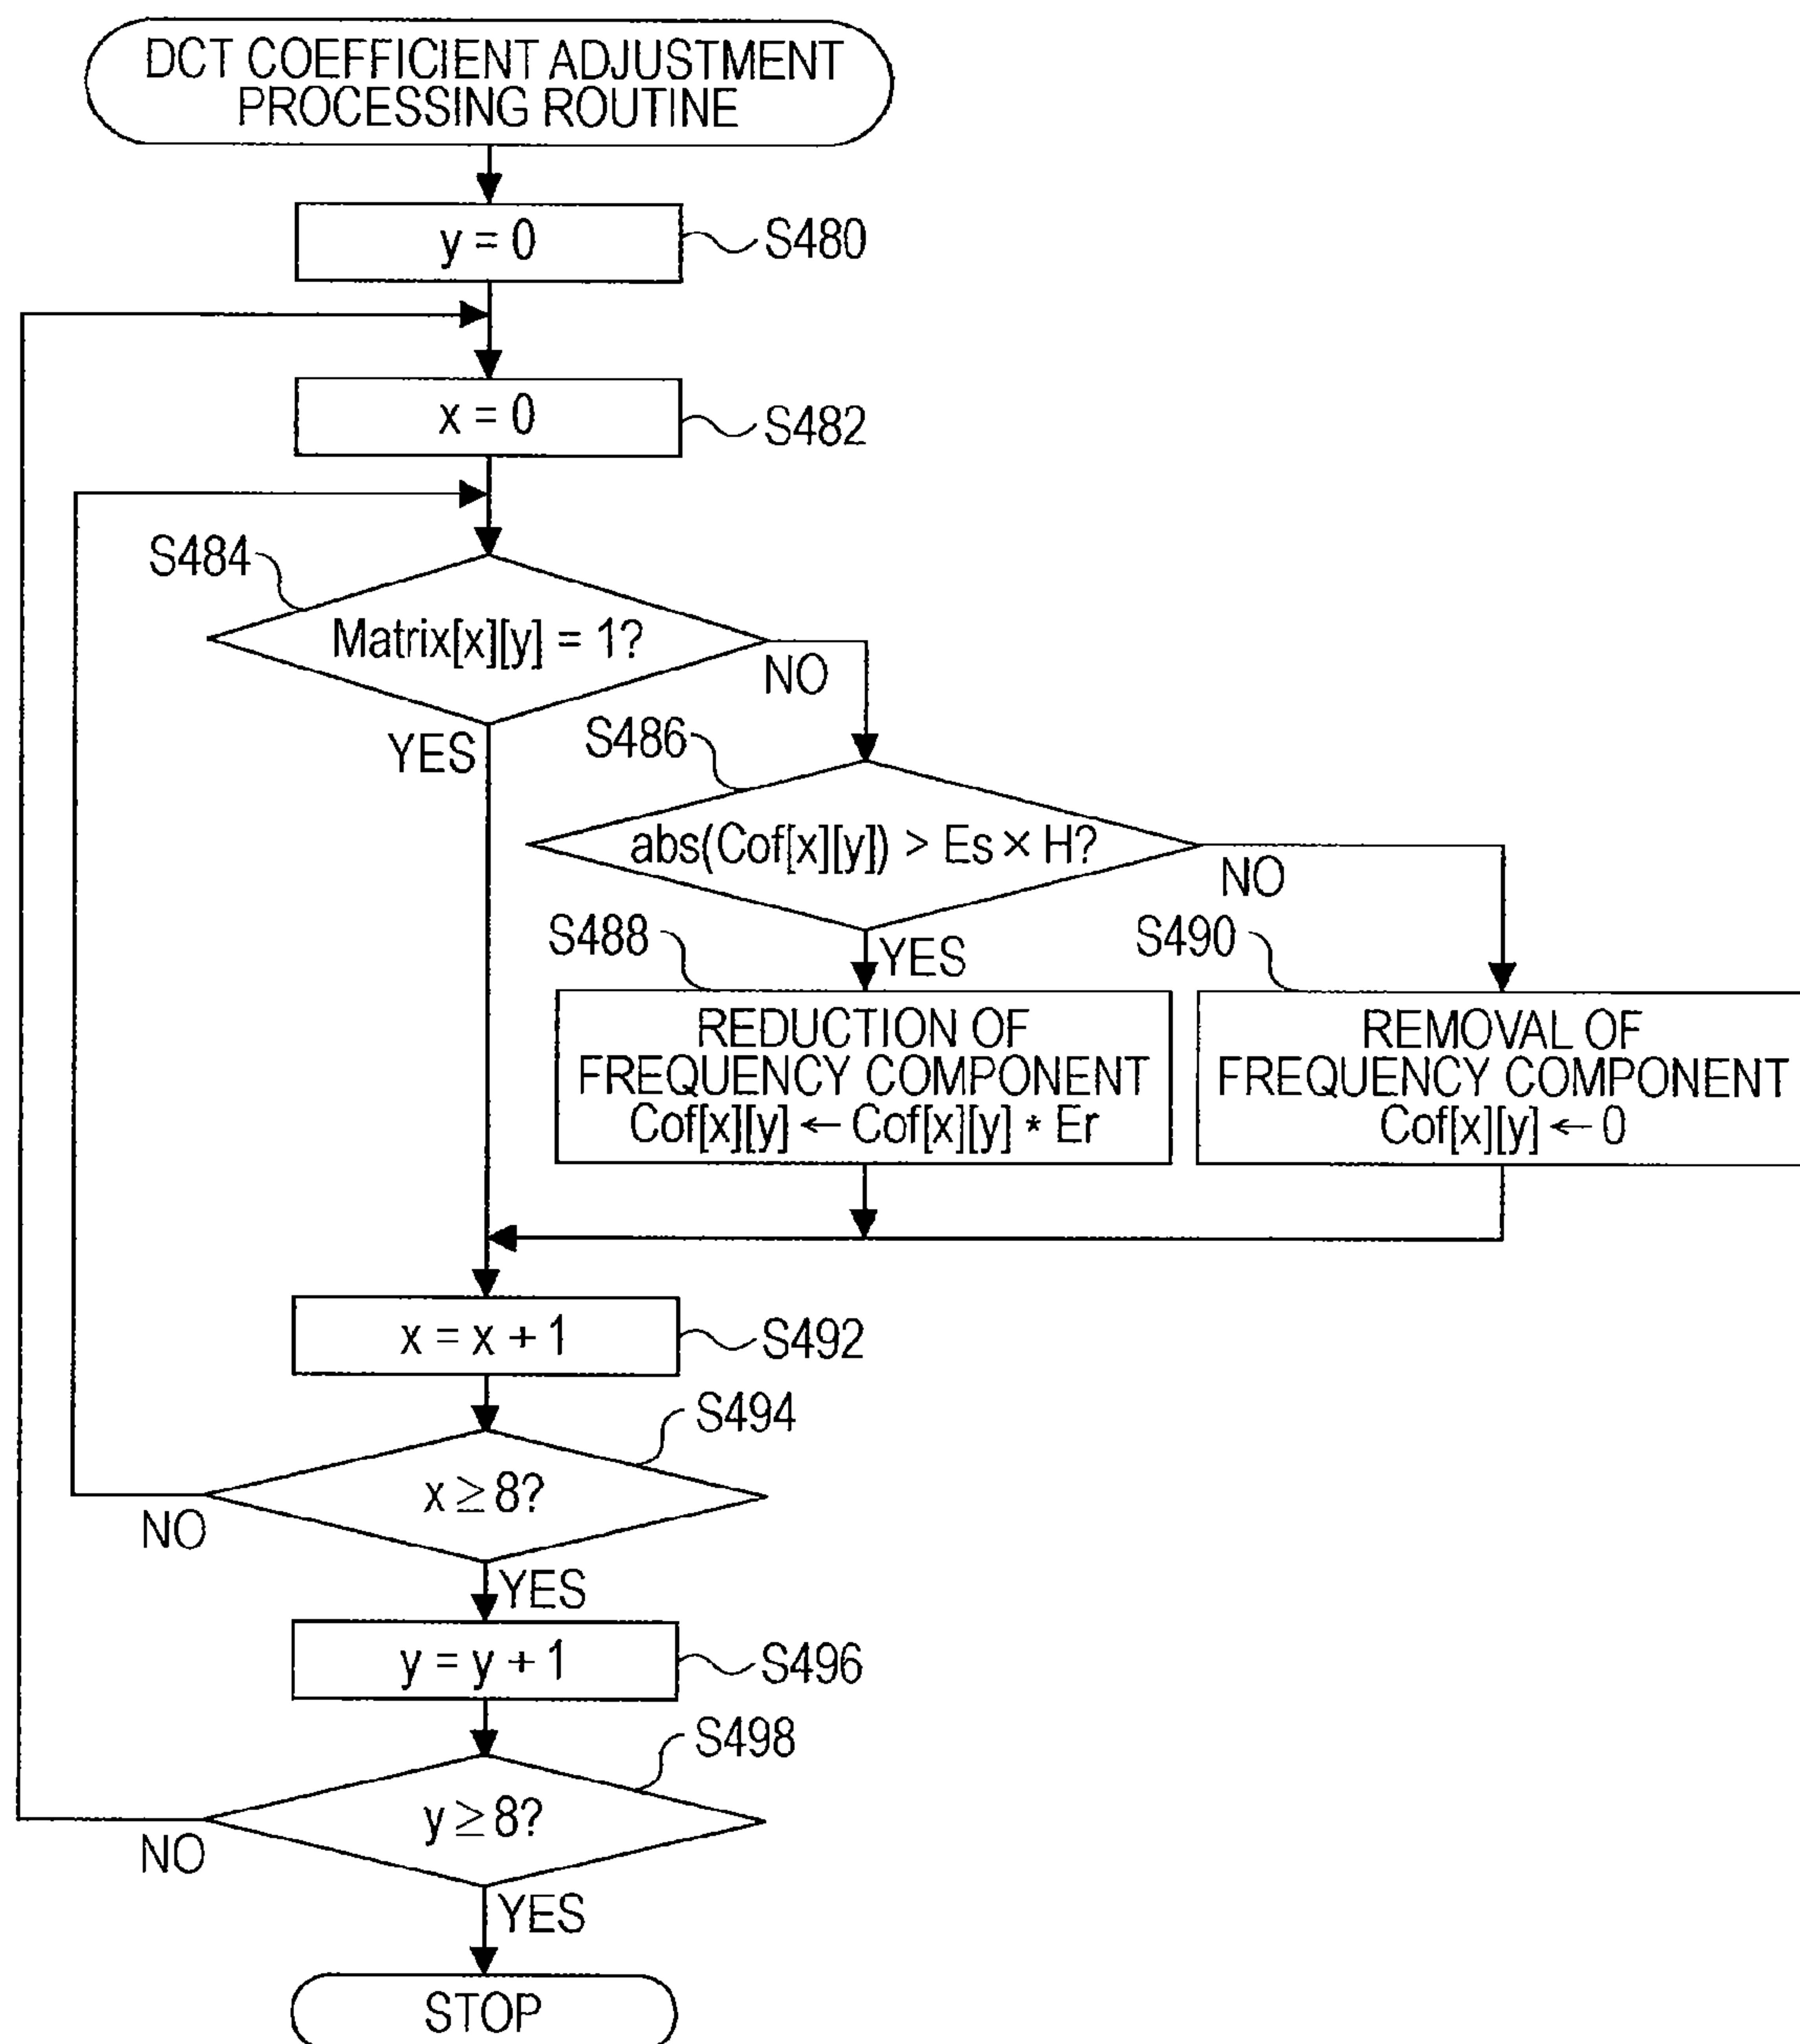 DCT COEFFICIENT ADJUSTMENT
PROCESSING ROUTINE
y = 0
S480
x = 0
S482
S484
Matrix[x][y] = 1?
NO
YES
S486
abs(Cof[x][y]) > Es × H?
NO
S488
YES
S490
REDUCTION OF
FREQUENCY COMPONENT
Cof[x][y] ← Cof[x][y] * Er
REMOVAL OF
FREQUENCY COMPONENT
Cof[x][y] ← 0
x = x + 1
S492
S494
x ≥ 8?
NO
YES
y = y + 1
S496
S498
y ≥ 8?
NO
YES
STOP